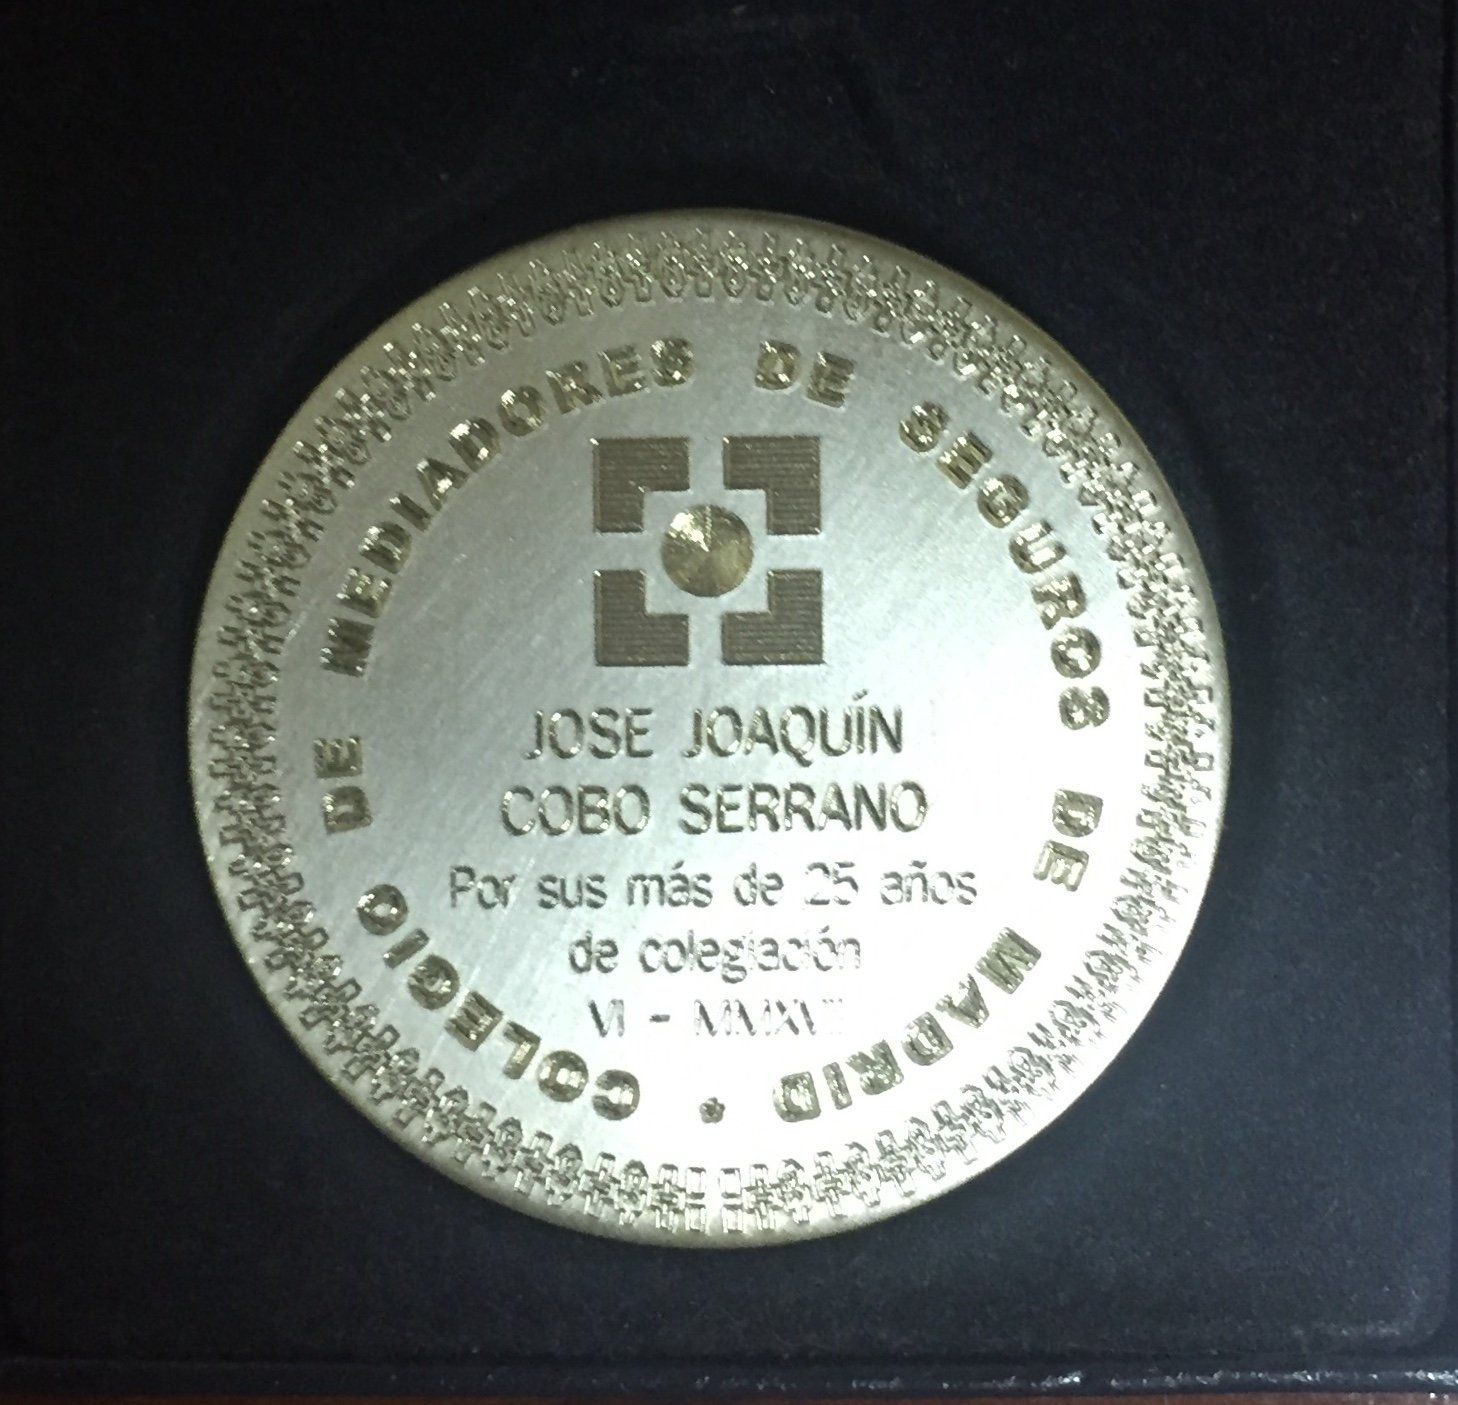 COLEGIO DE MEDIADORES DE SEGUROS DE MADRID *
JOSE JOAQUÍN
COBO SERRANO
Por sus más de 25 años
de colegiación
VI -